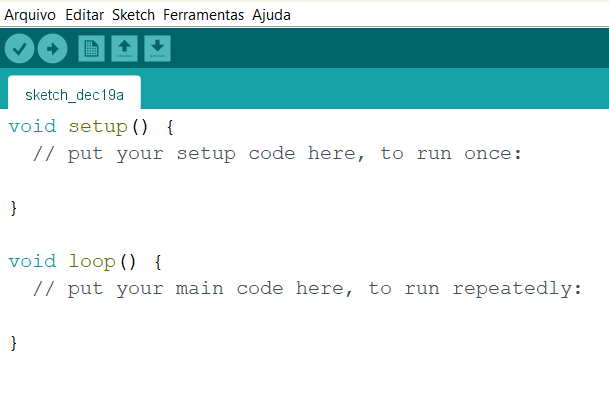 Arquivo Editar Sketch Ferramentas Ajuda
sketch_dec19a
void setup() {
  // put your setup code here, to run once:
}
void loop() {
  // put your main code here, to run repeatedly:
}